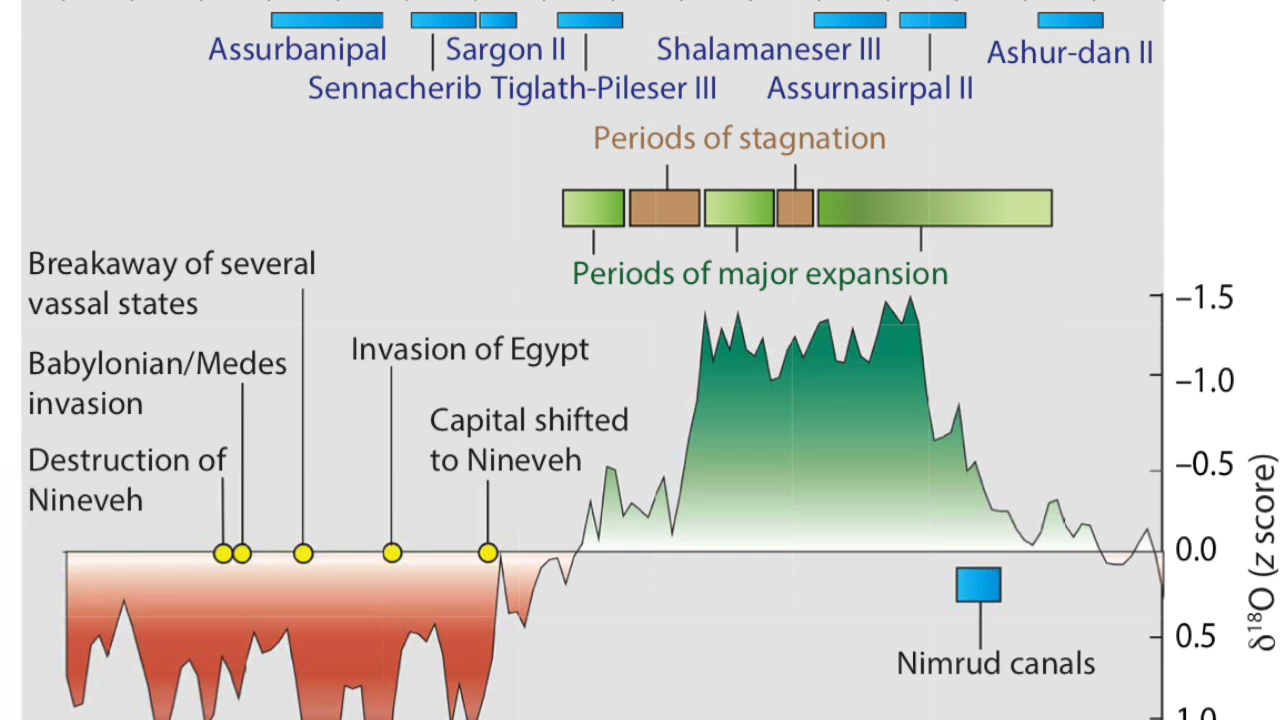 Assurbanipal
Sargon II
Shalamaneser III
Ashur-dan II
Sennacherib
Tiglath-Pileser III
Assurnasirpal II
Periods of stagnation
Periods of major expansion
Breakaway of several
vassal states
Babylonian/Medes
invasion
Invasion of Egypt
Destruction of
Nineveh
Capital shifted
to Nineveh
Nimrud canals
–1.5
–1.0
–0.5
0.0
0.5
1.0
δ¹⁸O (z score)